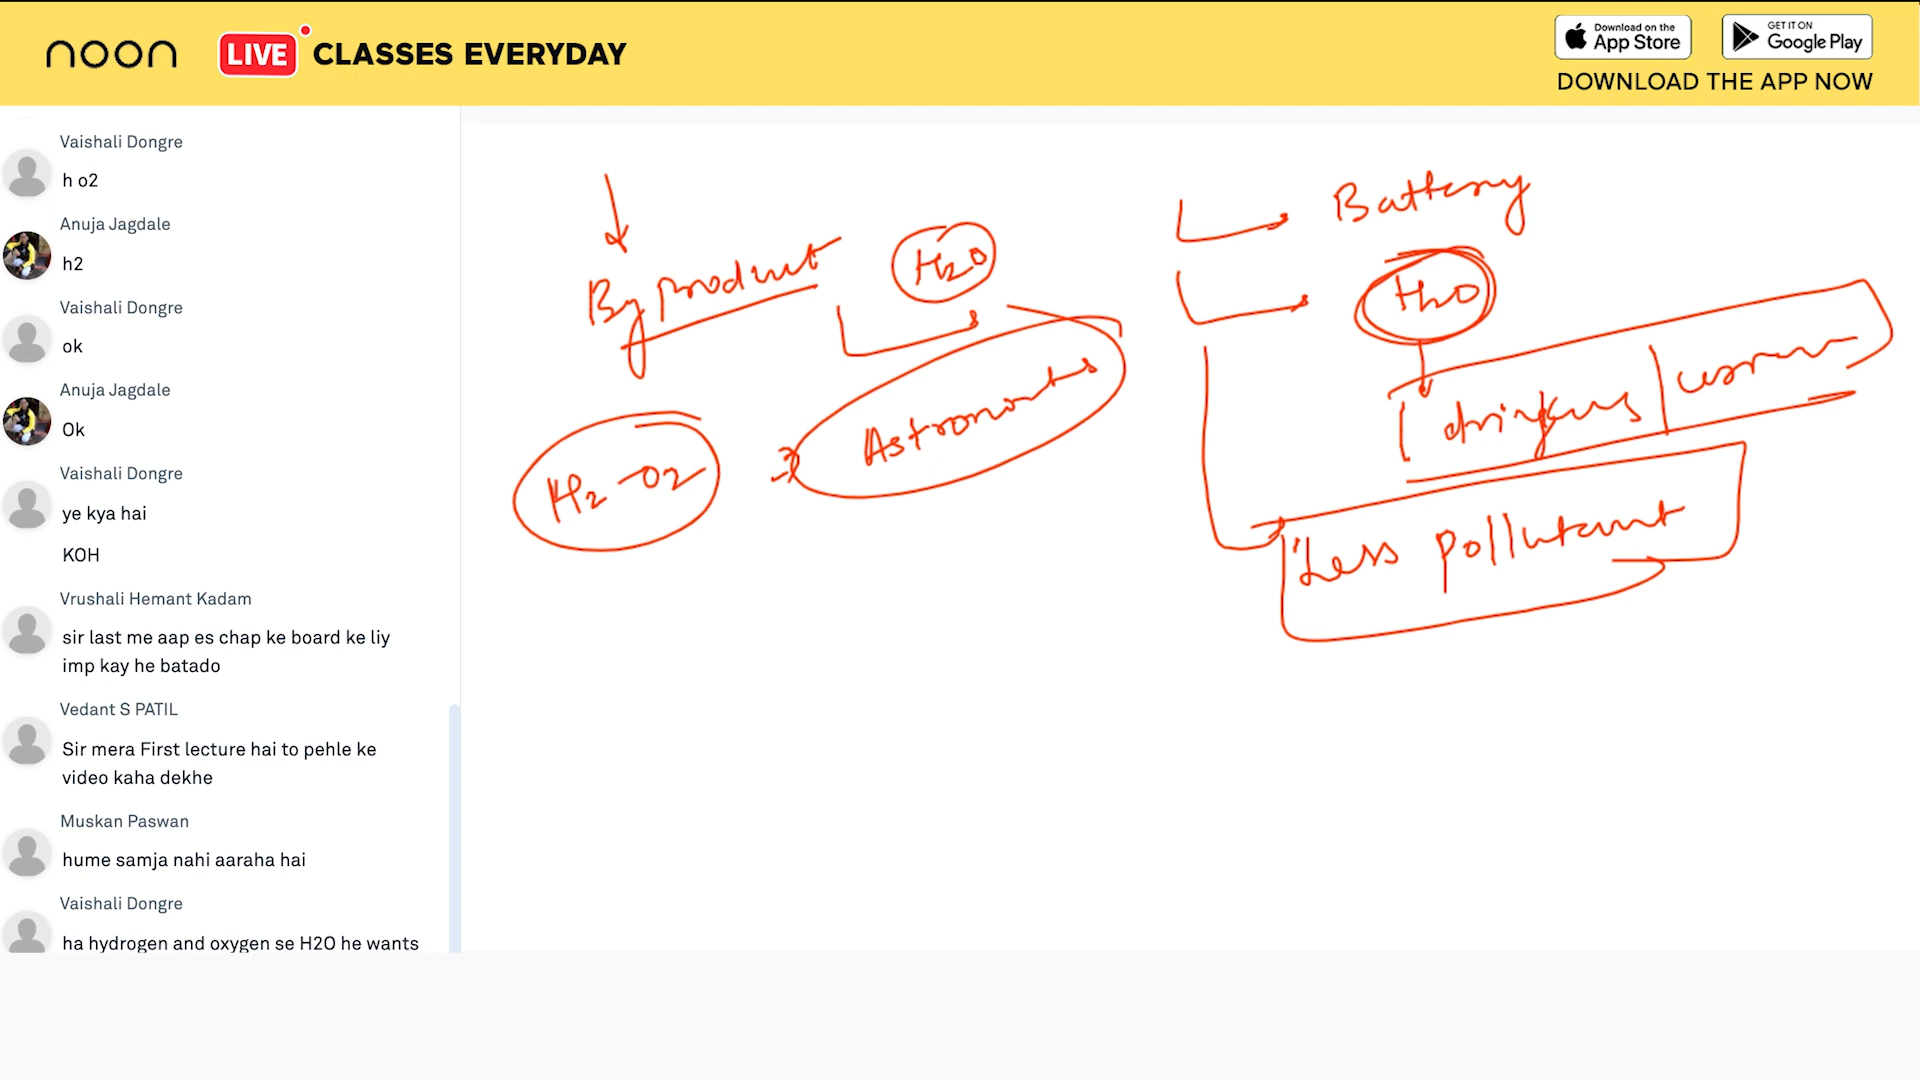 noon LIVE CLASSES EVERYDAY
Download on the App Store
GET IT ON Google Play
DOWNLOAD THE APP NOW
Vaishali Dongre
h o2
Anuja Jagdale
h2
Vaishali Dongre
ok
Anuja Jagdale
Ok
Vaishali Dongre
ye kya hai
KOH
Vrushali Hemant Kadam
sir last me aap es chap ke board ke liy
imp kay he batado
Vedant S PATIL
Sir mera First lecture hai to pehle ke
video kaha dekhe
Muskan Paswan
hume samja nahi aaraha hai
Vaishali Dongre
ha hydrogen and oxygen se H2O he wants
By product
H2O
Astronauts
H2-O2
Battery
H2O
Less pollutant